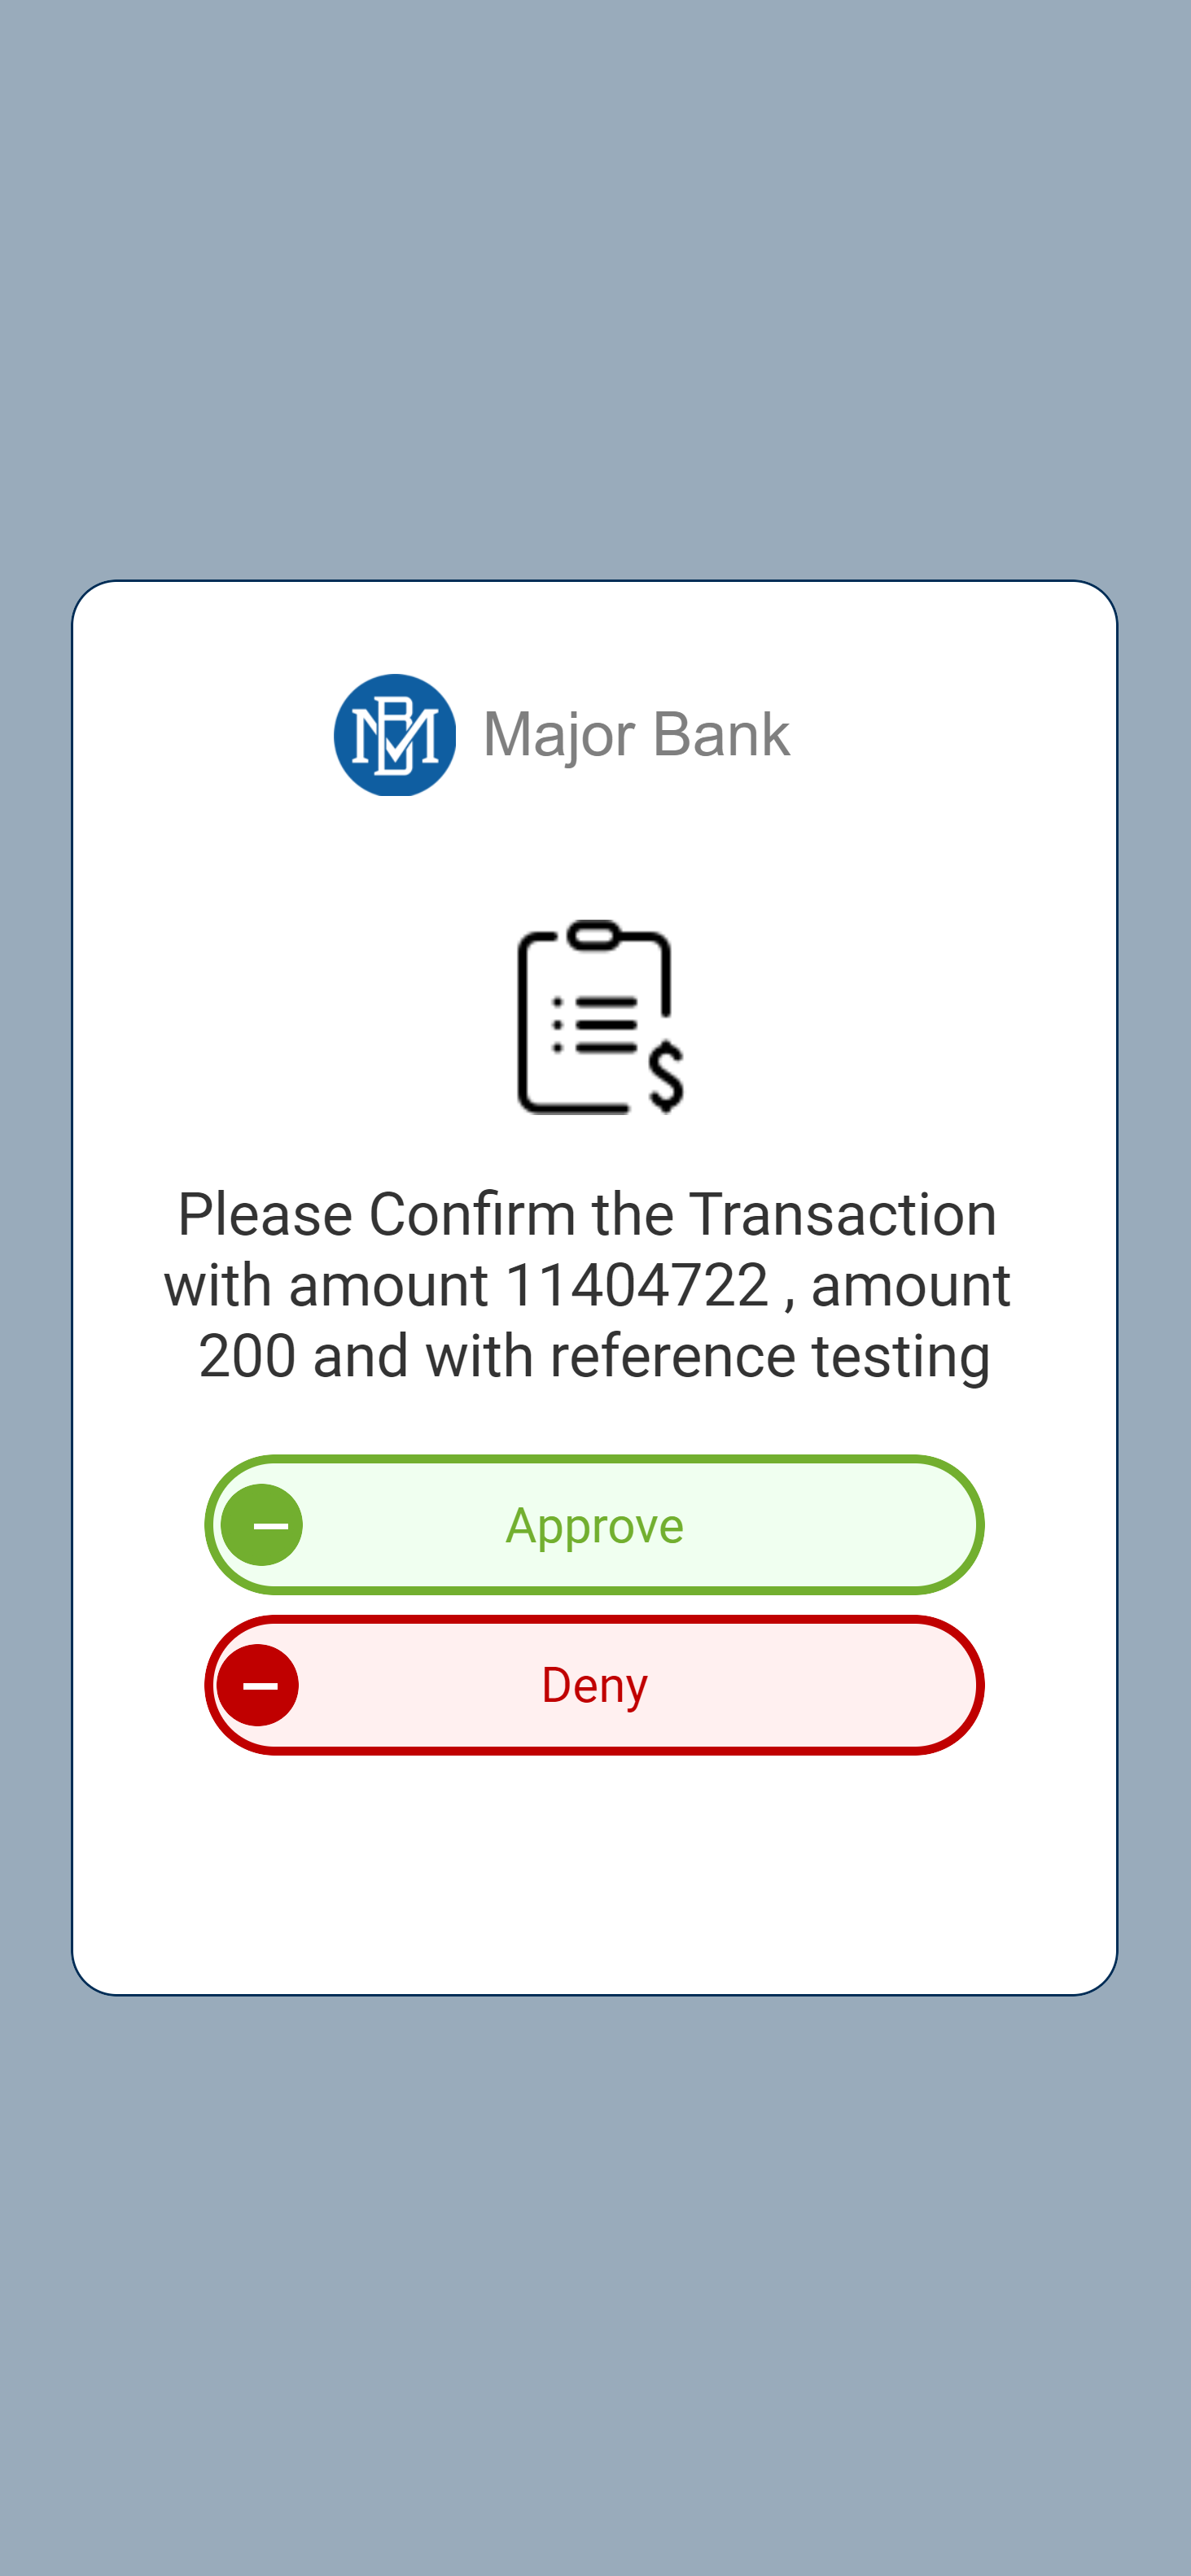 MB
Major Bank
Please Confirm the Transaction
with amount 11404722 , amount
200 and with reference testing
Approve
Deny